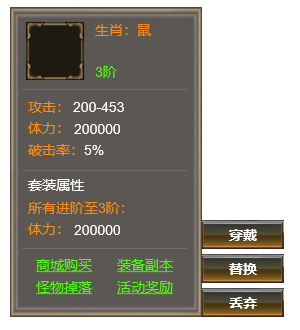 生肖：鼠
3阶
攻击： 200-453
体力： 200000
破击率：5%
套装属性
所有进阶至3阶：
体力： 200000
商城购买 装备副本
怪物掉落 活动奖励
穿戴
替换
丢弃